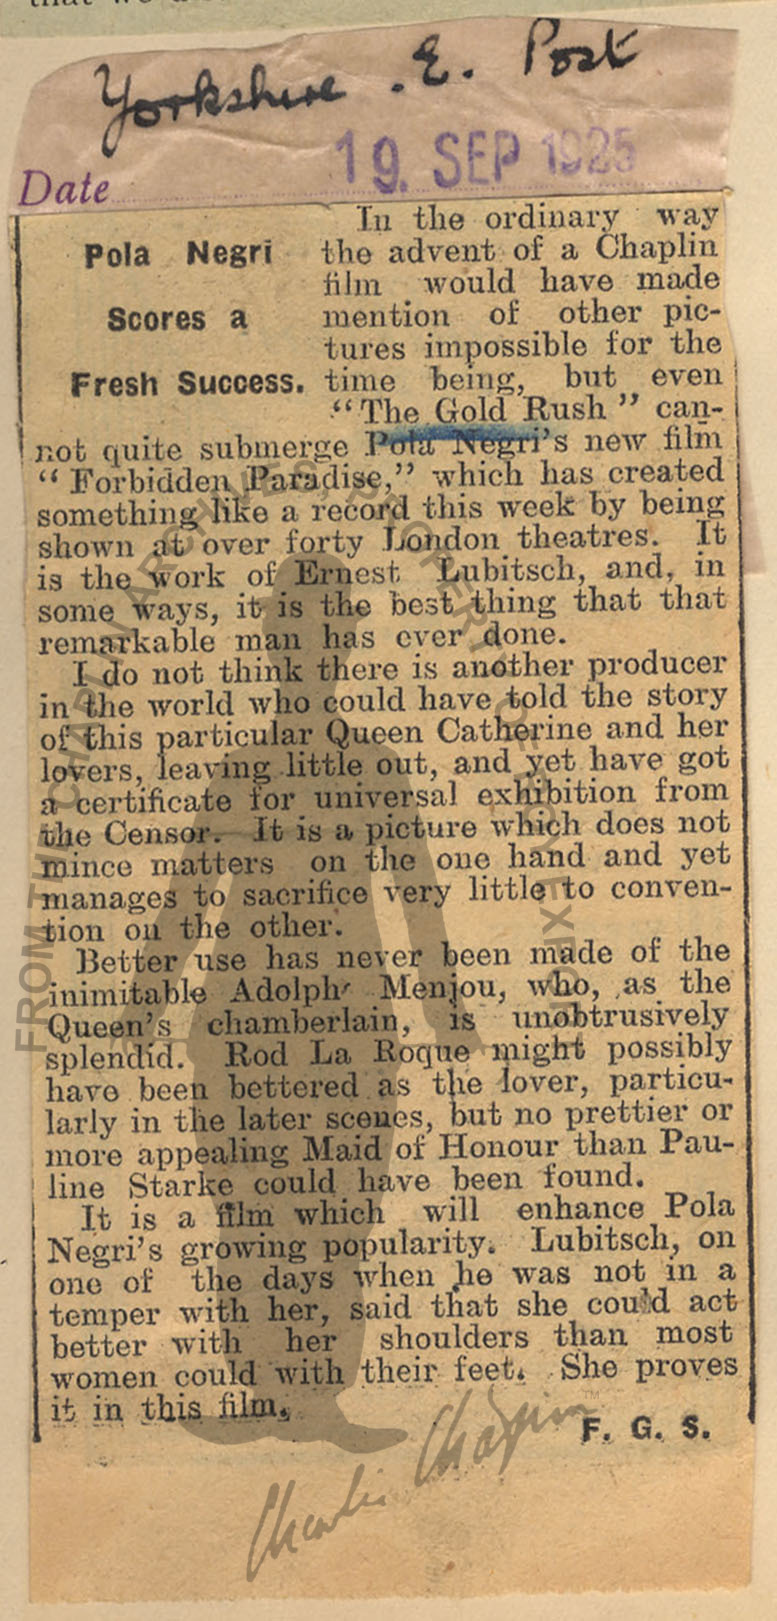 that we
Yorkshire . E. Post
Date 19. SEP 1925
Pola Negri
Scores a
Fresh Success.
In the ordinary way
the advent of a Chaplin
film would have made
mention of other pic-
tures impossible for the
time being, but even
“The Gold Rush” can-
not quite submerge Pola Negri's new film
“Forbidden Paradise,” which has created
something like a record this week by being
shown at over forty London theatres. It
is the work of Ernest Lubitsch, and, in
some ways, it is the best thing that that
remarkable man has ever done.
I do not think there is another producer
in the world who could have told the story
of this particular Queen Catherine and her
lovers, leaving little out, and yet have got
a certificate for universal exhibition from
the Censor. It is a picture which does not
mince matters on the one hand and yet
manages to sacrifice very little to conven-
tion on the other.
Better use has never been made of the
inimitable Adolph Menjou, who, as the
Queen's chamberlain, is unobtrusively
splendid. Rod La Roque might possibly
have been bettered as the lover, particu-
larly in the later scenes, but no prettier or
more appealing Maid of Honour than Pau-
line Starke could have been found.
It is a film which will enhance Pola
Negri's growing popularity. Lubitsch, on
one of the days when he was not in a
temper with her, said that she could act
better with her shoulders than most
women could with their feet. She proves
it in this film.
F. G. S.
FROM THE CHAPLIN ARCHIVES, PROPERTY OF ROY EXPORT
Charlie Chaplin ™